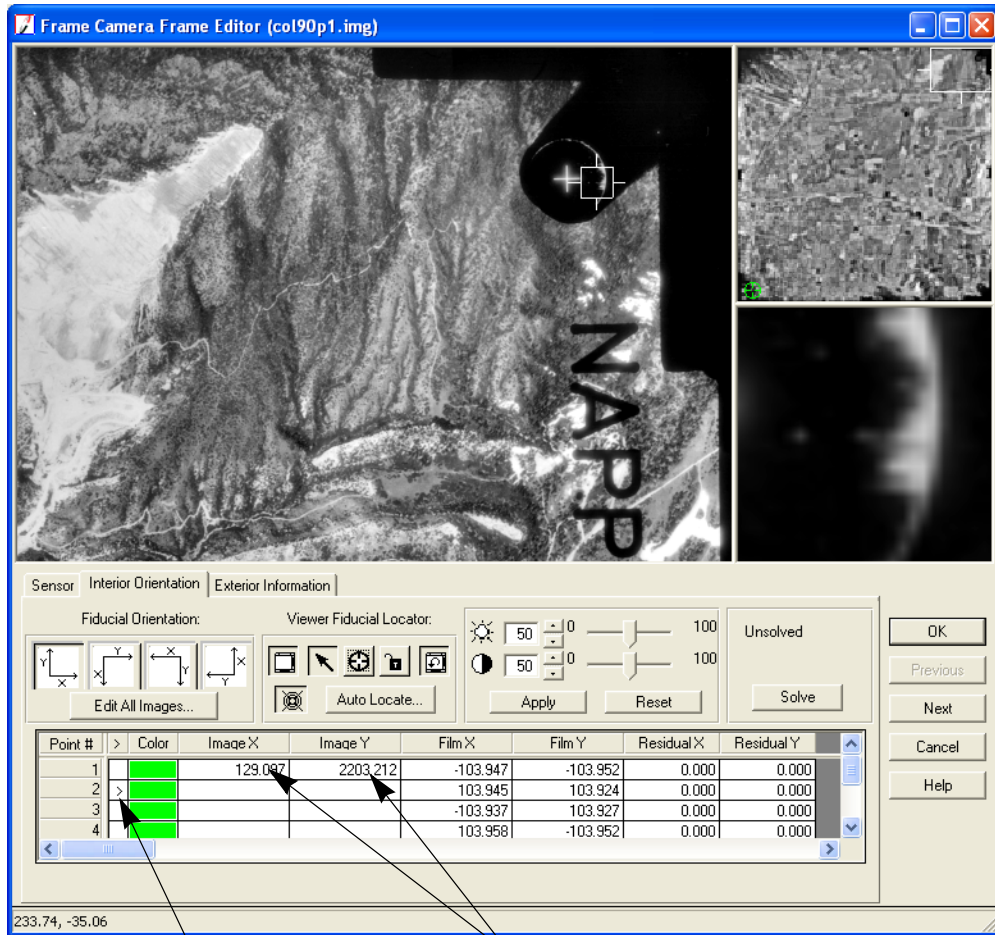 Frame Camera Frame Editor (col90p1.img)
NAPP
Sensor Interior Orientation Exterior Information
Fiducial Orientation: Viewer Fiducial Locator:
Y X X Y X Y X Y
Edit All Images...
Auto Locate...
50 0 100
50 0 100
Apply Reset
Unsolved
Solve
OK
Previous
Next
Cancel
Help
Point # > Color Image X Image Y Film X Film Y Residual X Residual Y
1 129.097 2203.212 -103.947 -103.952 0.000 0.000
2 > 103.945 103.924 0.000 0.000
3 -103.937 103.927 0.000 0.000
4 103.958 -103.952 0.000 0.000
233.74, -35.06